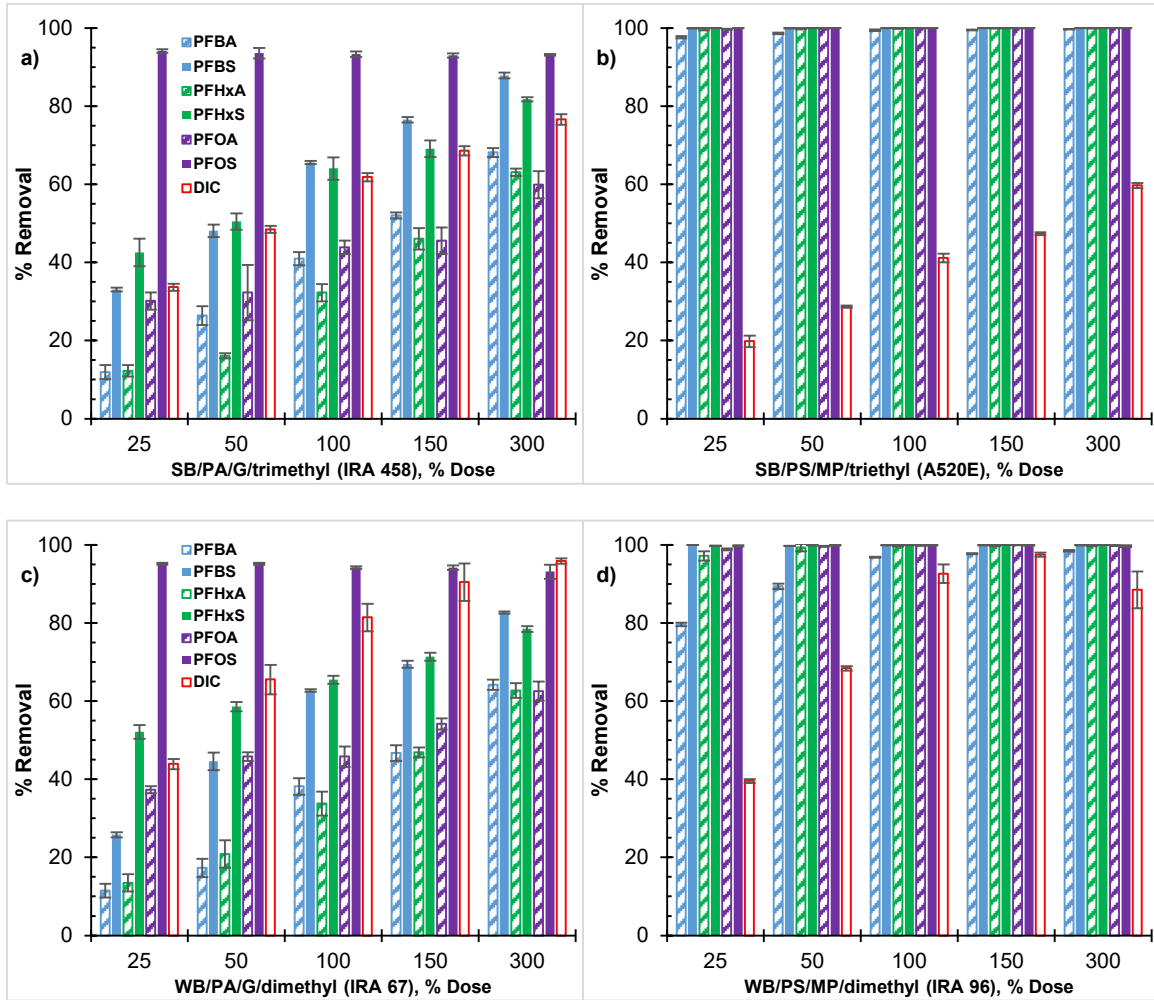 a)
% Removal
100
80
60
40
20
0
PFBA
PFBS
PFHxA
PFHxS
PFOA
PFOS
DIC
25 50 100 150 300
SB/PA/G/trimethyl (IRA 458), % Dose
b)
% Removal
100
80
60
40
20
0
25 50 100 150 300
SB/PS/MP/triethyl (A520E), % Dose
c)
% Removal
100
80
60
40
20
0
PFBA
PFBS
PFHxA
PFHxS
PFOA
PFOS
DIC
25 50 100 150 300
WB/PA/G/dimethyl (IRA 67), % Dose
d)
% Removal
100
80
60
40
20
0
25 50 100 150 300
WB/PS/MP/dimethyl (IRA 96), % Dose